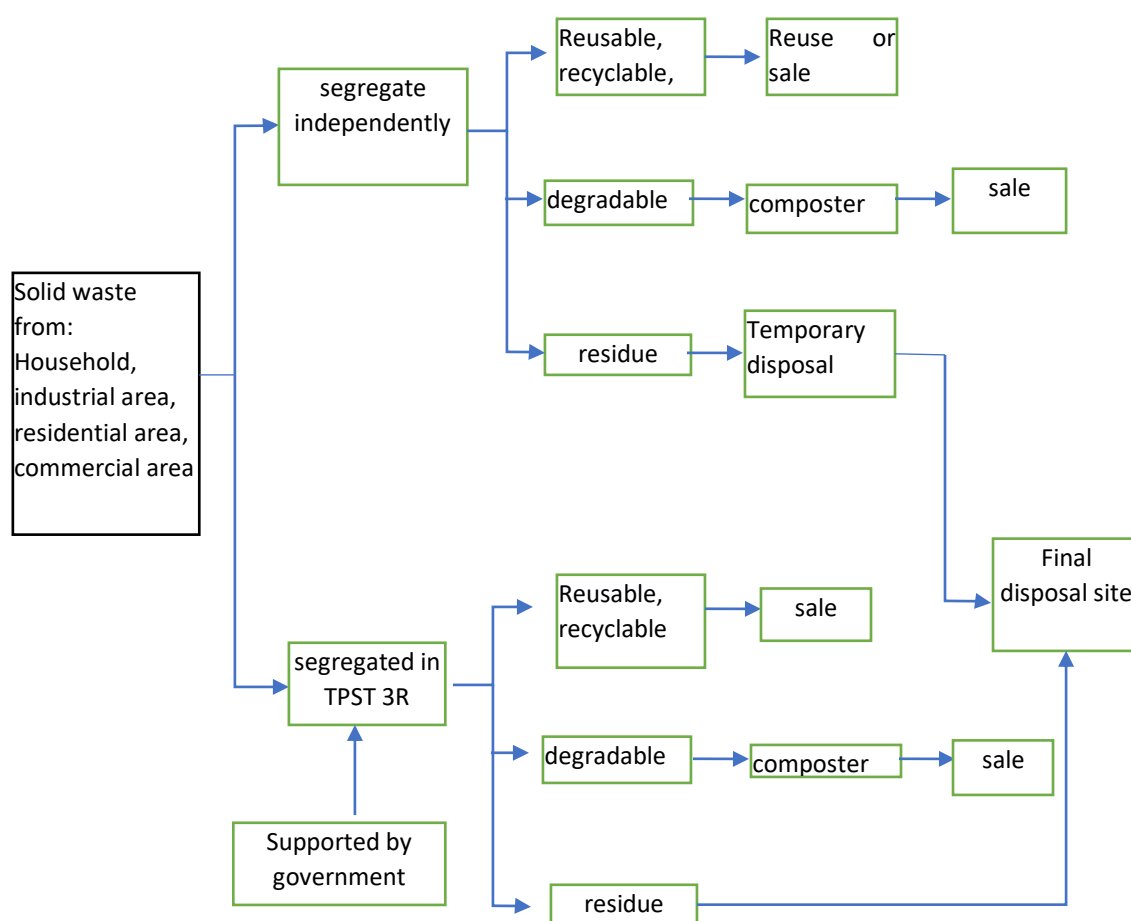 Reusable,
recyclable,
Reuse or
sale
segregate
independently
degradable
composter
sale
Solid waste
from:
Household,
industrial area,
residential area,
commercial area
residue
Temporary
disposal
Final
disposal site
Reusable,
recyclable
sale
segregated in
TPST 3R
degradable
composter
sale
Supported by
government
residue